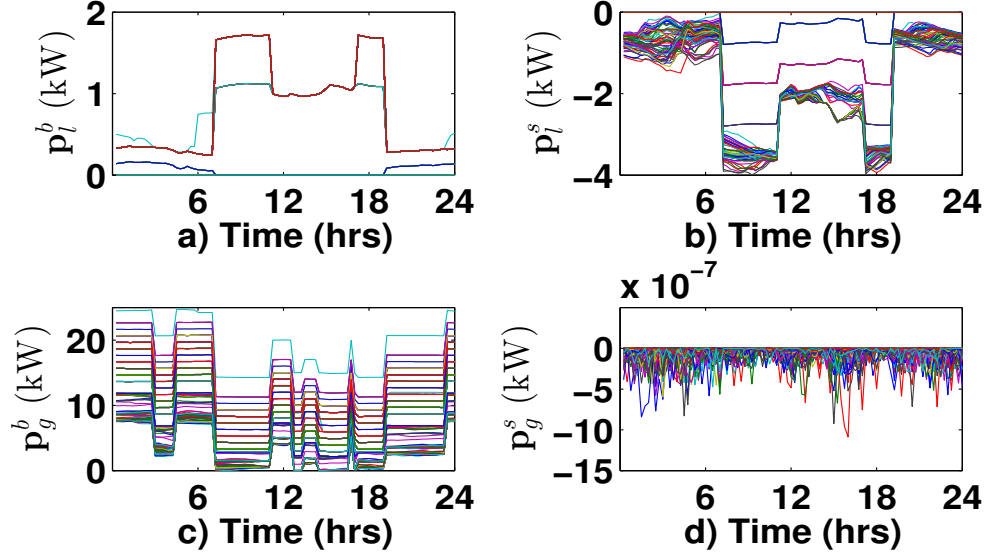 2
1
0
p_l^b (kW)
6 12 18 24
a) Time (hrs)
0
−2
−4
p_l^s (kW)
6 12 18 24
b) Time (hrs)
20
10
0
p_g^b (kW)
6 12 18 24
c) Time (hrs)
x 10^−7
0
−5
−10
−15
p_g^s (kW)
6 12 18 24
d) Time (hrs)